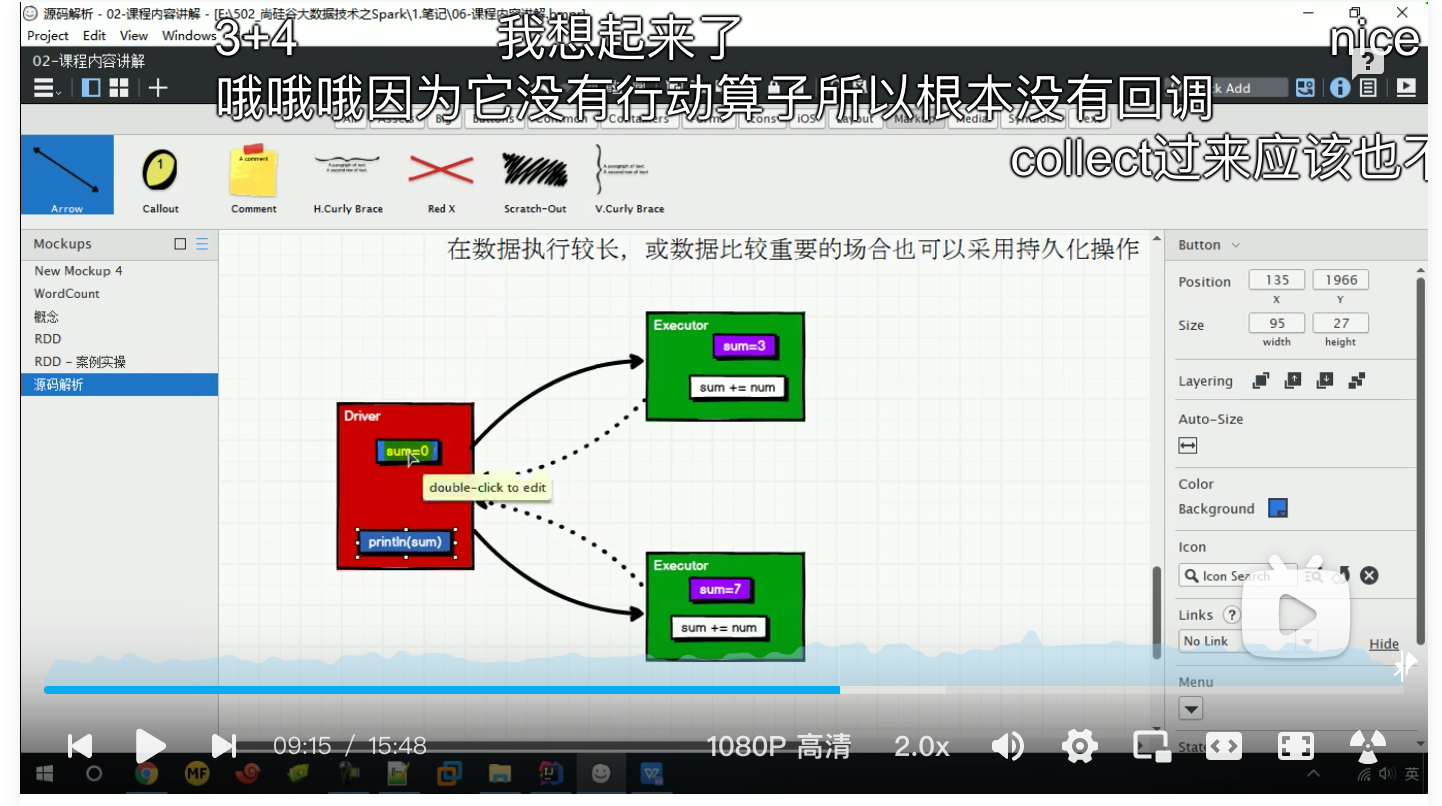 源码解析 - 02-课程内容讲解 - [E:\502_尚硅谷大数据技术之Spark\1.笔记\06-课程内容讲解.bmpr]
Project Edit View Windows
3+4
我想起来了
nice
02-课程内容讲解
哦哦哦因为它没有行动算子所以根本没有回调
Add
collect过来应该也不
Arrow
1
Callout
A comment
Comment
H.Curly Brace
Red X
Scratch-Out
V.Curly Brace
Mockups
New Mockup 4
WordCount
概念
RDD
RDD - 案例实操
源码解析
在数据执行较长，或数据比较重要的场合也可以采用持久化操作
Executor
sum=3
sum += num
Driver
sum=0
double-click to edit
println(sum)
Executor
sum=7
sum += num
Button
Position 135 1966
X Y
Size 95 27
width height
Layering
Auto-Size
Color
Background
Icon
Icon Search
Links ?
No Link
Hide
Menu
State
09:15 / 15:48
1080P 高清
2.0x
MF
英